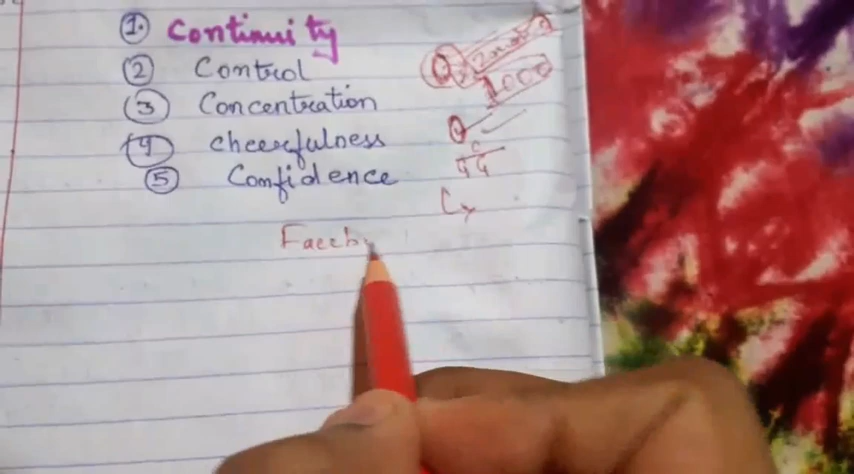 1. Continuity
2 Control
3 Concentration
4 cheerfulness
5 Confidence
1000
Faceb